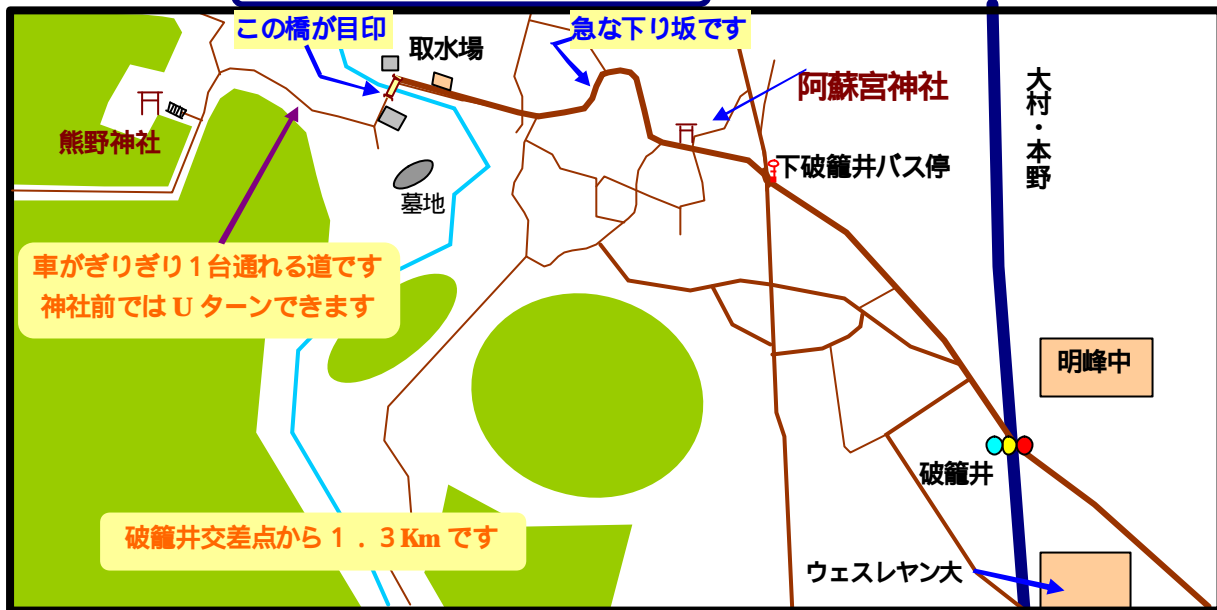 この橋が目印
急な下り坂です
取水場
阿蘇宮神社
大村・本野
熊野神社
下破籠井バス停
墓地
車がぎりぎり1台通れる道です
神社前では U ターンできます
明峰中
破籠井
破籠井交差点から 1.3 Km です
ウェスレヤン大